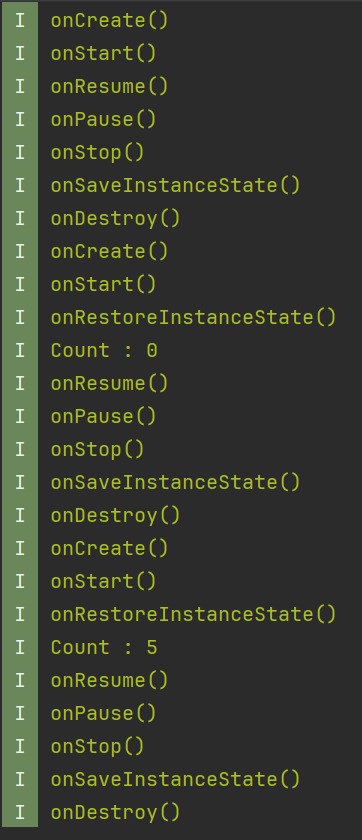 I onCreate()
I onStart()
I onResume()
I onPause()
I onStop()
I onSaveInstanceState()
I onDestroy()
I onCreate()
I onStart()
I onRestoreInstanceState()
I Count : 0
I onResume()
I onPause()
I onStop()
I onSaveInstanceState()
I onDestroy()
I onCreate()
I onStart()
I onRestoreInstanceState()
I Count : 5
I onResume()
I onPause()
I onStop()
I onSaveInstanceState()
I onDestroy()